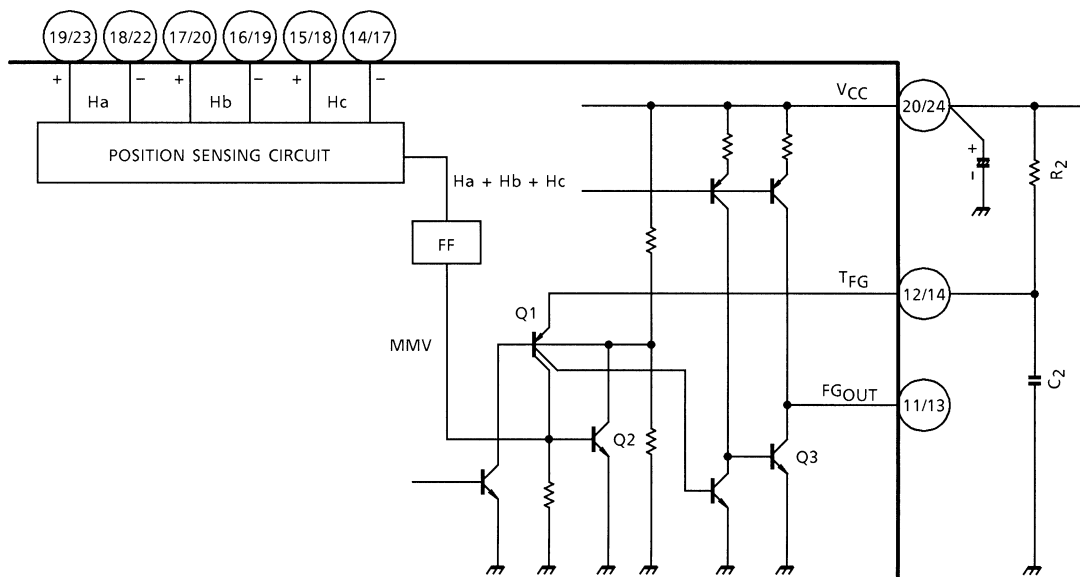 19/23 18/22 17/20 16/19 15/18 14/17
+ − + − + −
Ha Hb Hc
POSITION SENSING CIRCUIT
Ha + Hb + Hc
FF
MMV
VCC
20/24
+
−
R2
TFG
12/14
Q1
C2
FGOUT
11/13
Q2
Q3